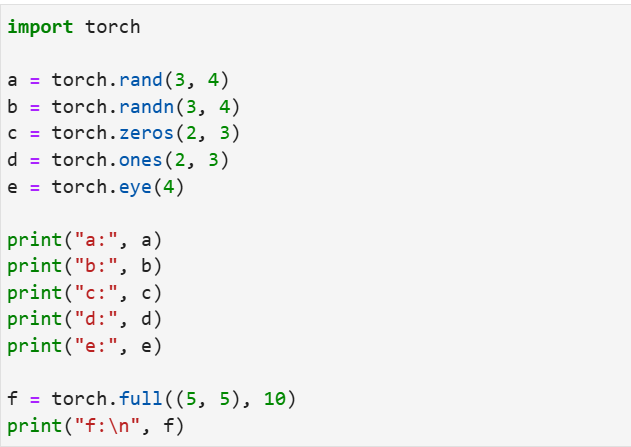 import torch
a = torch.rand(3, 4)
b = torch.randn(3, 4)
c = torch.zeros(2, 3)
d = torch.ones(2, 3)
e = torch.eye(4)
print("a:", a)
print("b:", b)
print("c:", c)
print("d:", d)
print("e:", e)
f = torch.full((5, 5), 10)
print("f:\n", f)